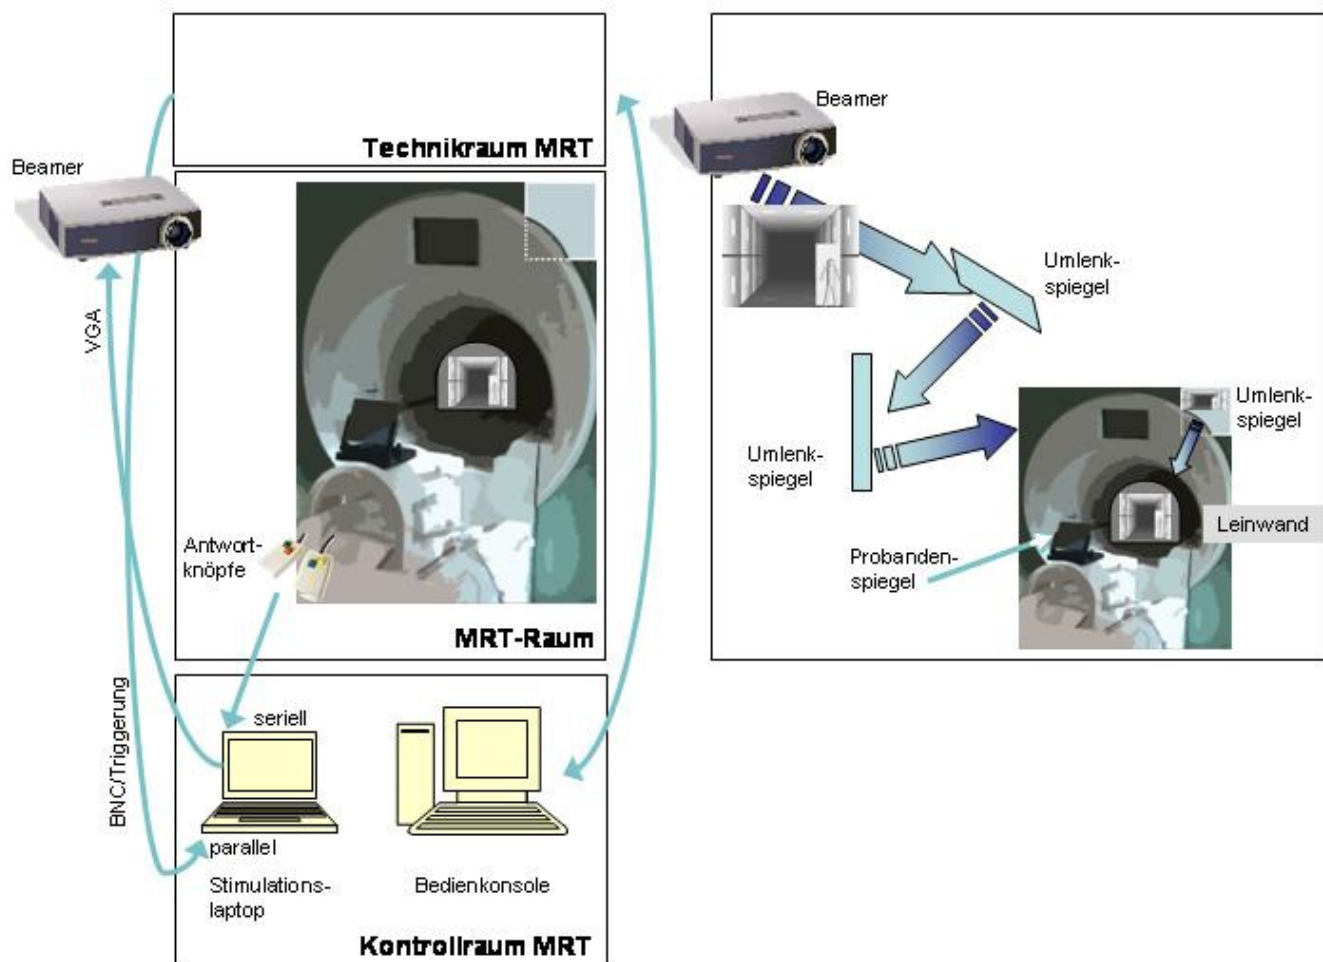 Technikraum MRT
Beamer
VGA
BNC/Triggerung
Antwort-
knöpfe
MRT-Raum
seriell
parallel
Stimulations-
laptop
Bedienkonsole
Kontrollraum MRT
Beamer
Umlenk-
spiegel
Umlenk-
spiegel
Umlenk-
spiegel
Leinwand
Probanden-
spiegel